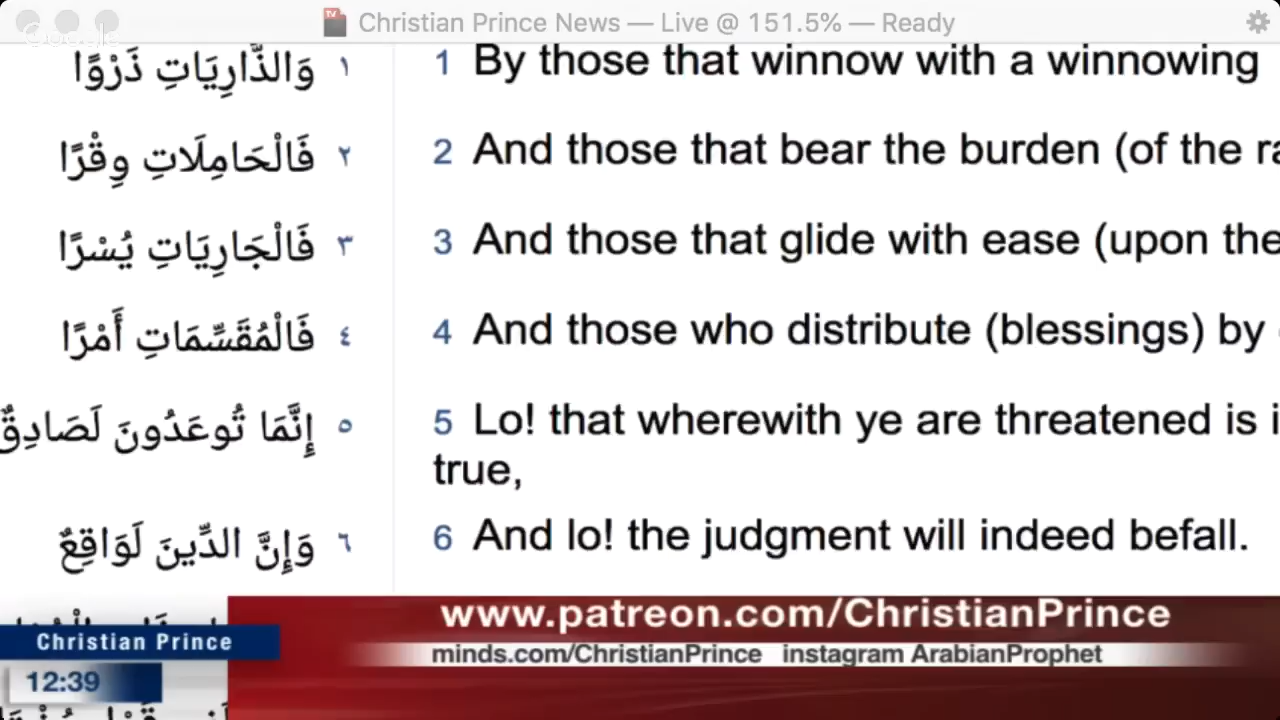 Christian Prince News — Live @ 151.5% — Ready
Google
وَالذَّارِيَاتِ ذَرْوًا ١
1 By those that winnow with a winnowing
فَالْحَامِلَاتِ وِقْرًا ٢
2 And those that bear the burden (of the
فَالْجَارِيَاتِ يُسْرًا ٣
3 And those that glide with ease (upon the
فَالْمُقَسِّمَاتِ أَمْرًا ٤
4 And those who distribute (blessings) by
إِنَّمَا تُوعَدُونَ لَصَادِقٌ ٥
5 Lo! that wherewith ye are threatened is
true,
وَإِنَّ الدِّينَ لَوَاقِعٌ ٦
6 And lo! the judgment will indeed befall.
www.patreon.com/ChristianPrince
Christian Prince
minds.com/ChristianPrince instagram ArabianProphet
12:39